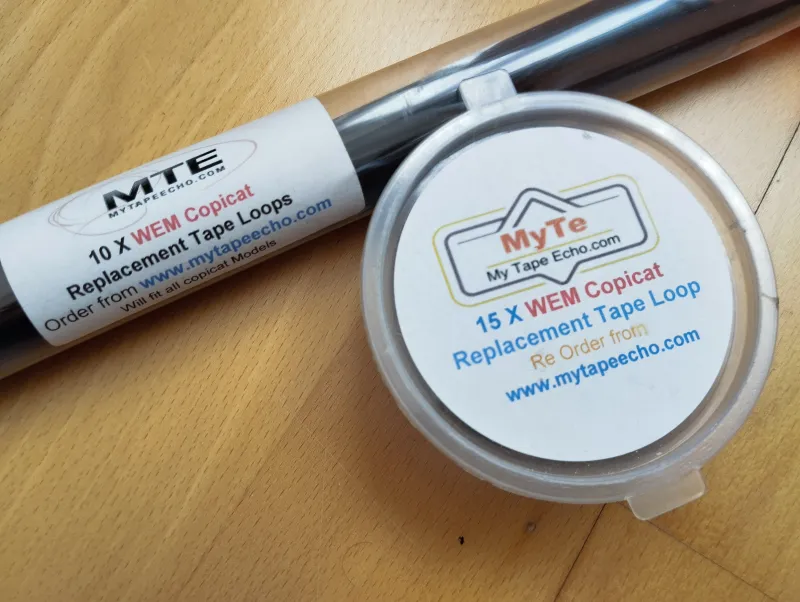 MTE
MYTAPEECHO.COM
10 X WEM Copicat
Replacement Tape Loops
Order from www.mytapeecho.com
Will fit all copicat Models
MyTe
My Tape Echo.com
15 X WEM Copicat
Replacement Tape Loop
Re Order from
www.mytapeecho.com